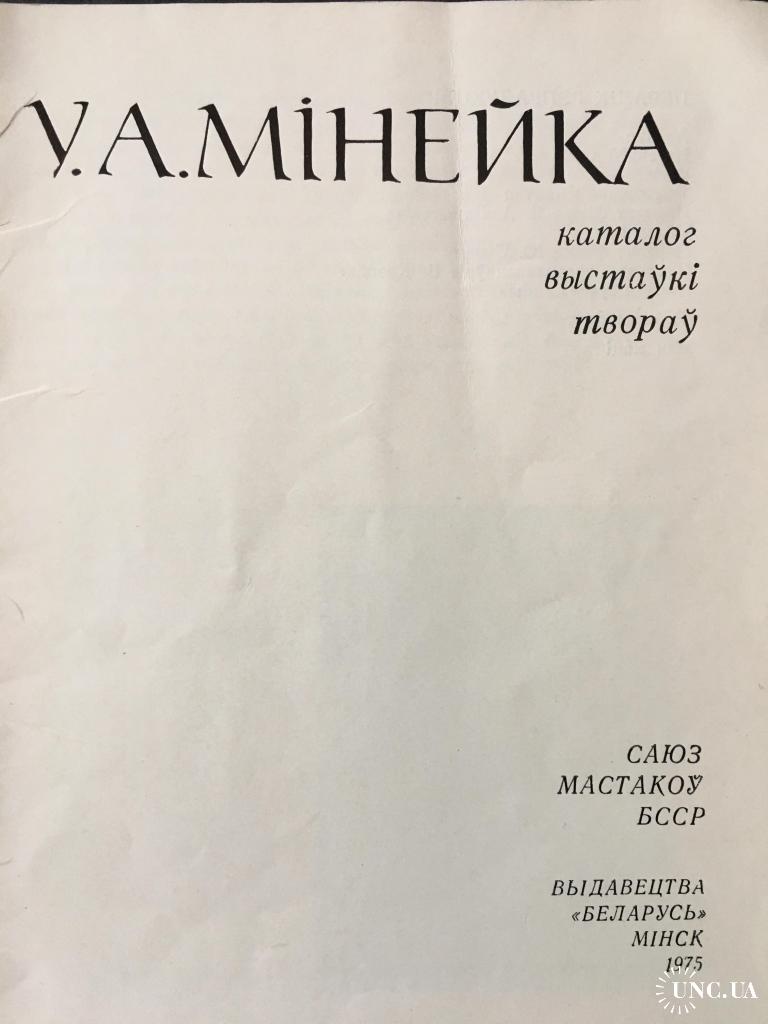 У. А. МІНЕЙКА
каталог
выстаўкі
твораў
САЮЗ
МАСТАКОЎ
БССР
ВЫДАВЕЦТВА
«БЕЛАРУСЬ»
МІНСК
1975
UNC.UA